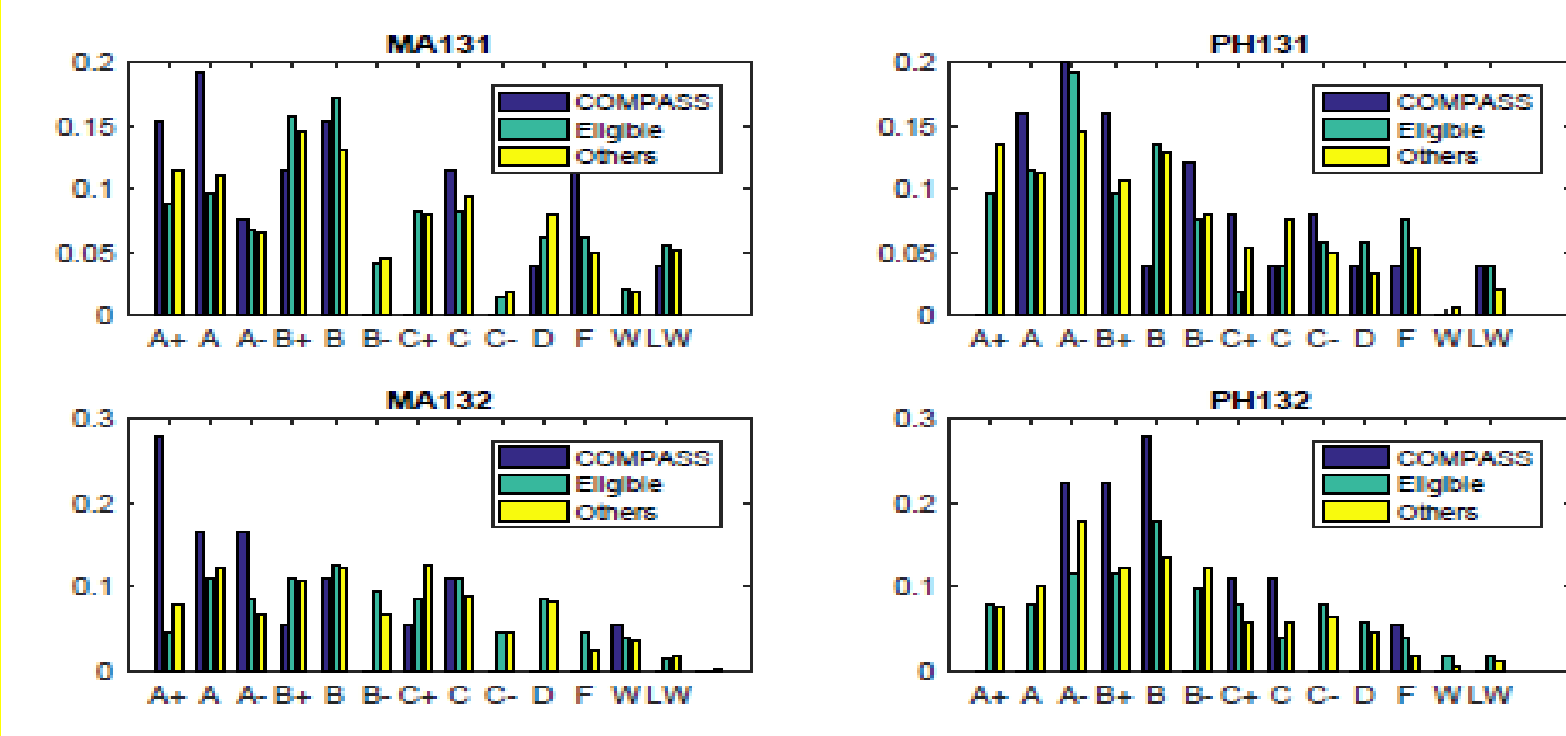 MA131
0.2
0.15
0.1
0.05
0
COMPASS
Eligible
Others
A+ A A- B+ B B- C+ C C- D F W LW
PH131
0.2
0.15
0.1
0.05
0
COMPASS
Eligible
Others
A+ A A- B+ B B- C+ C C- D F W LW
MA132
0.3
0.2
0.1
0
COMPASS
Eligible
Others
A+ A A- B+ B B- C+ C C- D F W LW
PH132
0.3
0.2
0.1
0
COMPASS
Eligible
Others
A+ A A- B+ B B- C+ C C- D F W LW